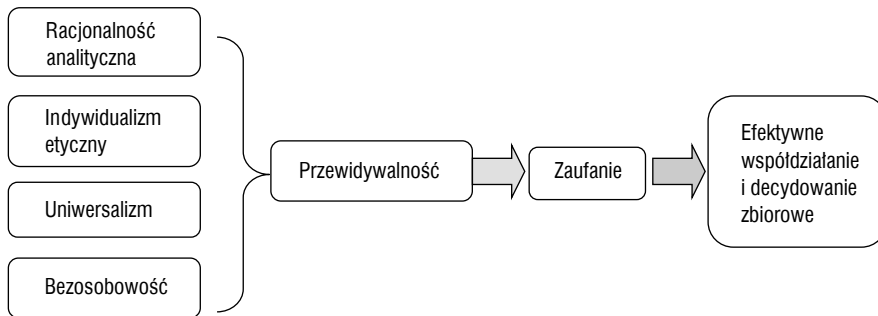 Racjonalność
analityczna
Indywidualizm
etyczny
Uniwersalizm
Bezosobowość
Przewidywalność
Zaufanie
Efektywne
współdziałanie
i decydowanie
zbiorowe